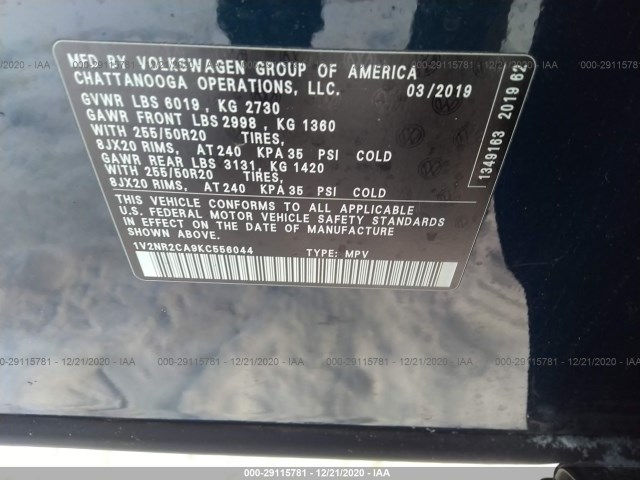 MFD BY VOLKSWAGEN GROUP OF AMERICA
CHATTANOOGA OPERATIONS, LLC. 03/2019
GVWR LBS 6019 , KG 2730
GAWR FRONT LBS 2998 , KG 1360
WITH 255/50R20 TIRES,
8JX20 RIMS, AT 240 KPA 35 PSI COLD
GAWR REAR LBS 3131, KG 1420
WITH 255/50R20 TIRES,
8JX20 RIMS, AT 240 KPA 35 PSI COLD
THIS VEHICLE CONFORMS TO ALL APPLICABLE
U.S. FEDERAL MOTOR VEHICLE SAFETY STANDARDS
IN EFFECT ON THE DATE OF MANUFACTURE
SHOWN ABOVE.
1V2NR2CA9KC556044 TYPE: MPV
1349163 2019 62
000-29115781 - 12/21/2020 - IAA